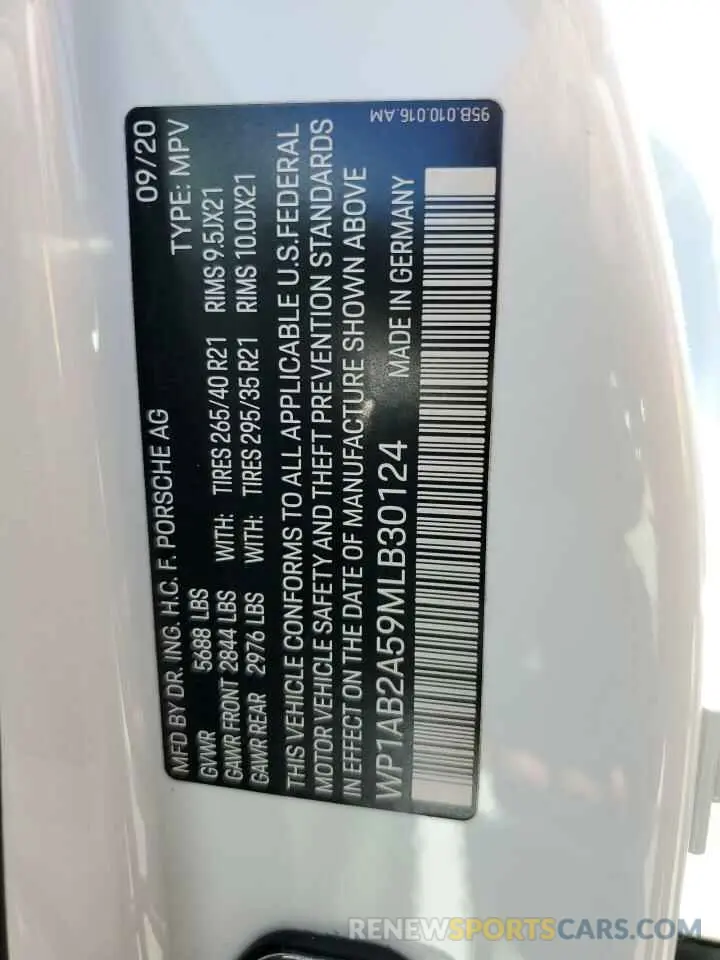 09/20
MFD BY DR. ING. H.C. F. PORSCHE AG TYPE: MPV
GVWR 5688 LBS
GAWR FRONT 2844 LBS WITH: TIRES 265/40 R21 RIMS 9.5JX21
GAWR REAR 2976 LBS WITH: TIRES 295/35 R21 RIMS 10.0JX21
THIS VEHICLE CONFORMS TO ALL APPLICABLE U.S.FEDERAL
MOTOR VEHICLE SAFETY AND THEFT PREVENTION STANDARDS
IN EFFECT ON THE DATE OF MANUFACTURE SHOWN ABOVE
WP1AB2A59MLB30124 MADE IN GERMANY
95B.010.016.AM
RENEWSPORTSCARS.COM